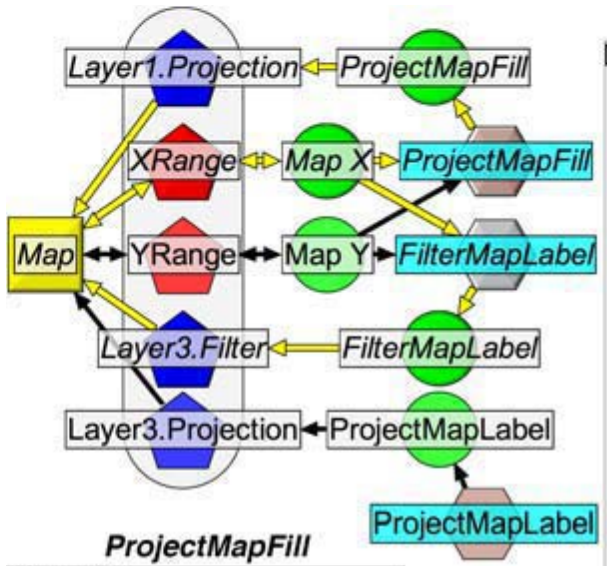 Layer1.Projection
ProjectMapFill
XRange
Map X
ProjectMapFill
Map
YRange
Map Y
FilterMapLabel
Layer3.Filter
FilterMapLabel
Layer3.Projection
ProjectMapLabel
ProjectMapLabel
ProjectMapFill